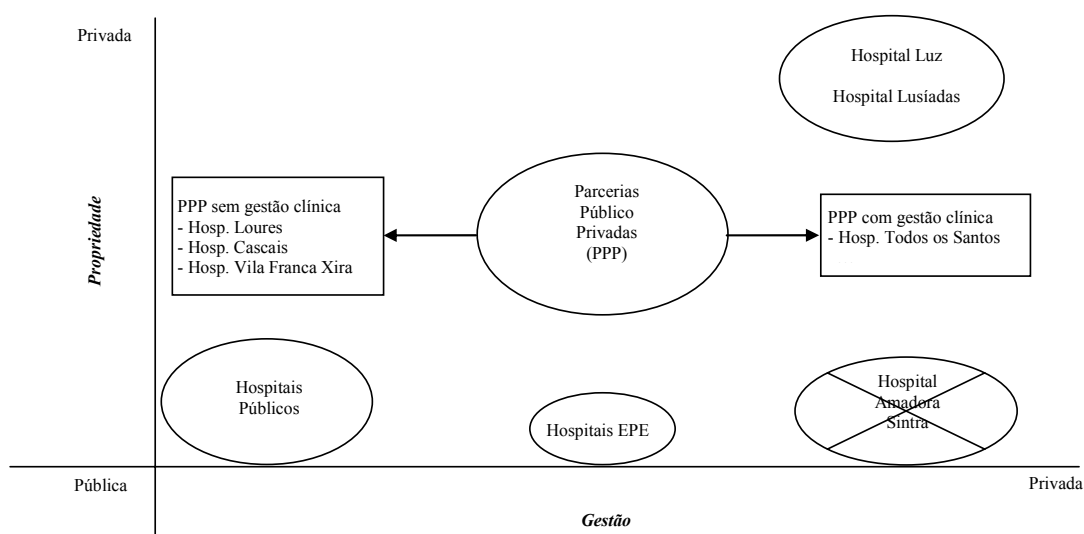 Privada
Hospital Luz
Hospital Lusíadas
Propriedade
PPP sem gestão clínica
- Hosp. Loures
- Hosp. Cascais
- Hosp. Vila Franca Xira
Parcerias
Público
Privadas
(PPP)
PPP com gestão clínica
- Hosp. Todos os Santos
Hospitais
Públicos
Hospitais EPE
Hospital
Amadora
Sintra
Pública
Privada
Gestão